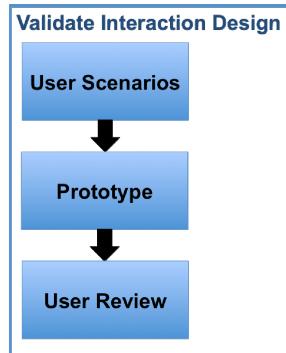 Validate Interaction Design
User Scenarios
Prototype
User Review